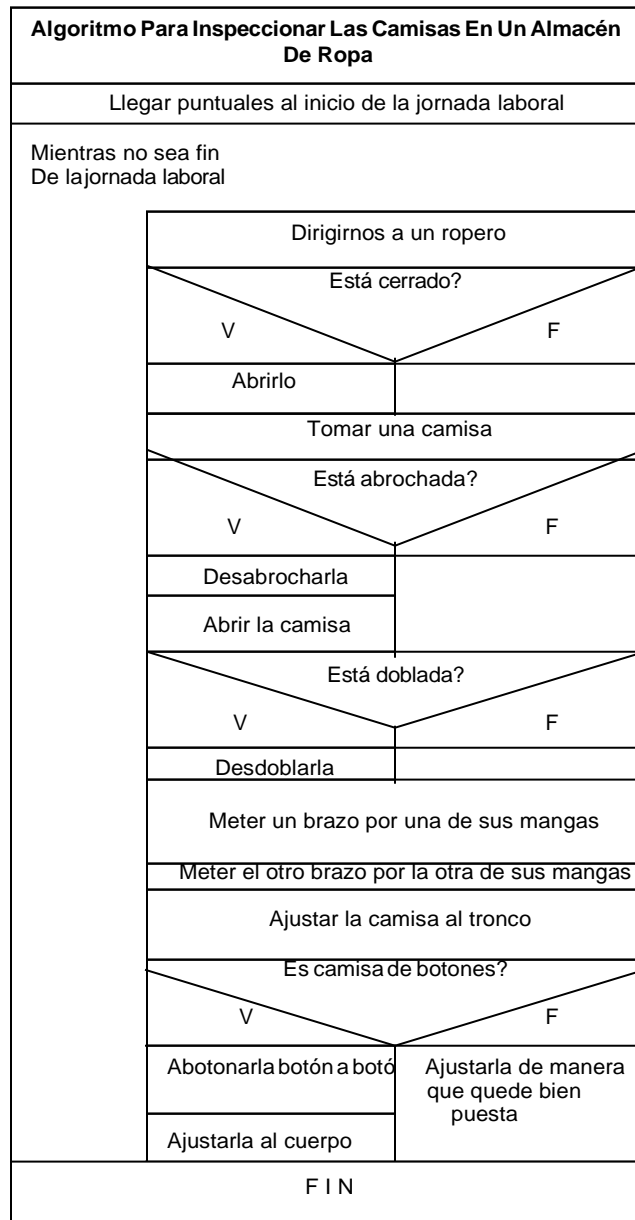 Algoritmo Para Inspeccionar Las Camisas En Un Almacén
De Ropa
Llegar puntuales al inicio de la jornada laboral
Mientras no sea fin
De la jornada laboral
Dirigirnos a un ropero
Está cerrado?
V F
Abrirlo
Tomar una camisa
Está abrochada?
V F
Desabrocharla
Abrir la camisa
Está doblada?
V F
Desdoblarla
Meter un brazo por una de sus mangas
Meter el otro brazo por la otra de sus mangas
Ajustar la camisa al tronco
Es camisa de botones?
V F
Abotonarla botón a botó
Ajustarla al cuerpo
Ajustarla de manera
que quede bien
puesta
F I N